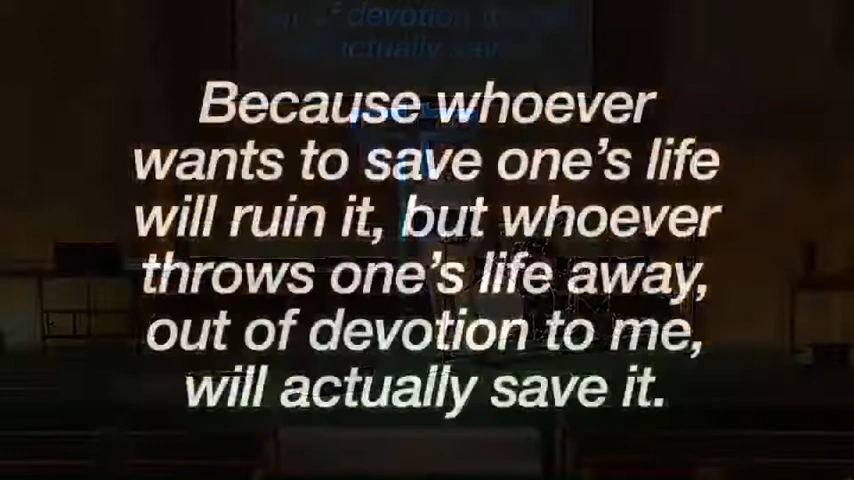 of devotion to me
actually save
Because whoever
wants to save one's life
will ruin it, but whoever
throws one's life away,
out of devotion to me,
will actually save it.